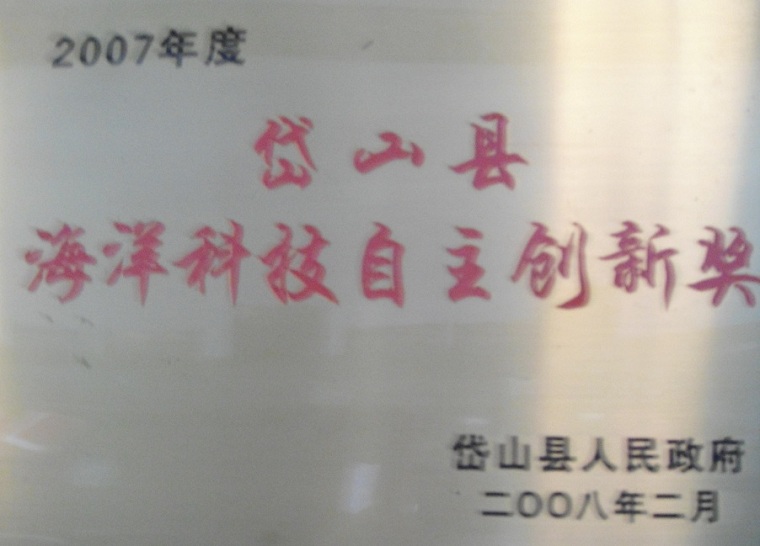 2007年度
岱山县
海洋科技自主创新奖
岱山县人民政府
二〇〇八年二月